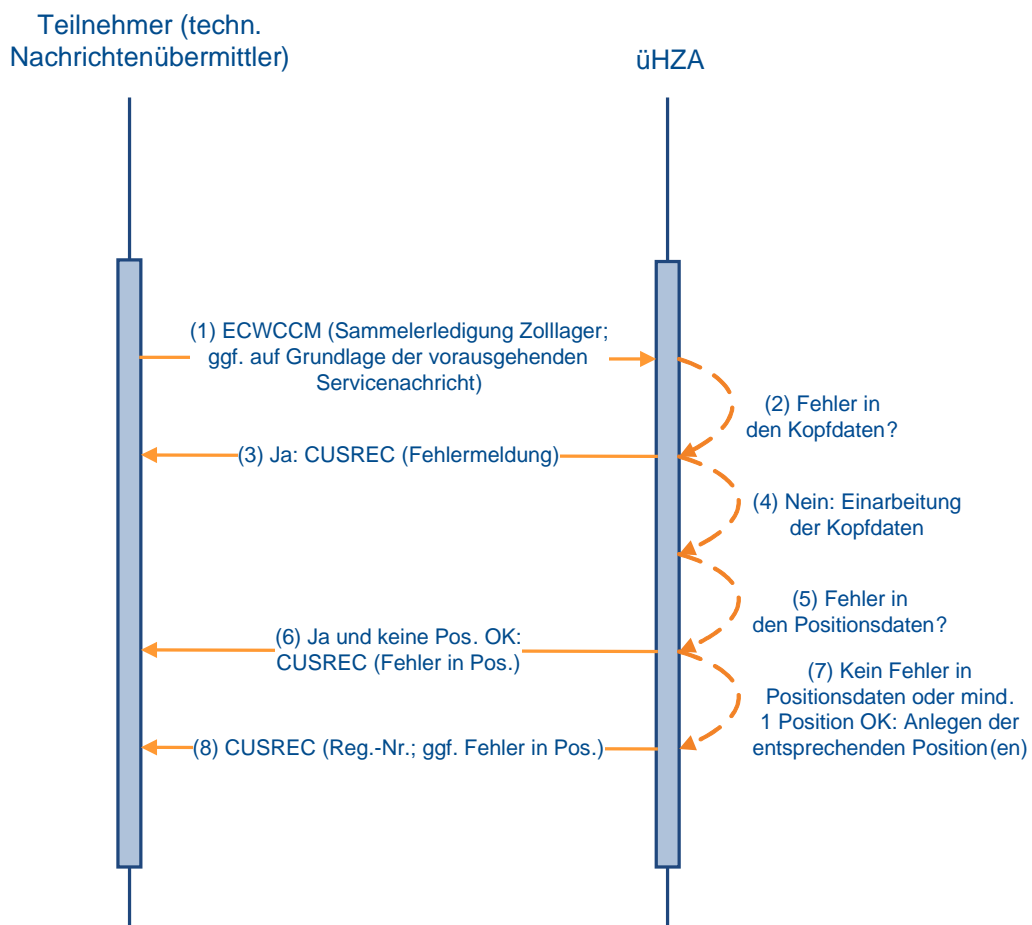 Teilnehmer (techn.
Nachrichtenübermittler)
üHZA
(1) ECWCCM (Sammelerledigung Zolllager;
ggf. auf Grundlage der vorausgehenden
Servicenachricht)
(2) Fehler in
den Kopfdaten?
(3) Ja: CUSREC (Fehlermeldung)
(4) Nein: Einarbeitung
der Kopfdaten
(5) Fehler in
den Positionsdaten?
(6) Ja und keine Pos. OK:
CUSREC (Fehler in Pos.)
(7) Kein Fehler in
Positionsdaten oder mind.
1 Position OK: Anlegen der
entsprechenden Position(en)
(8) CUSREC (Reg.-Nr.; ggf. Fehler in Pos.)